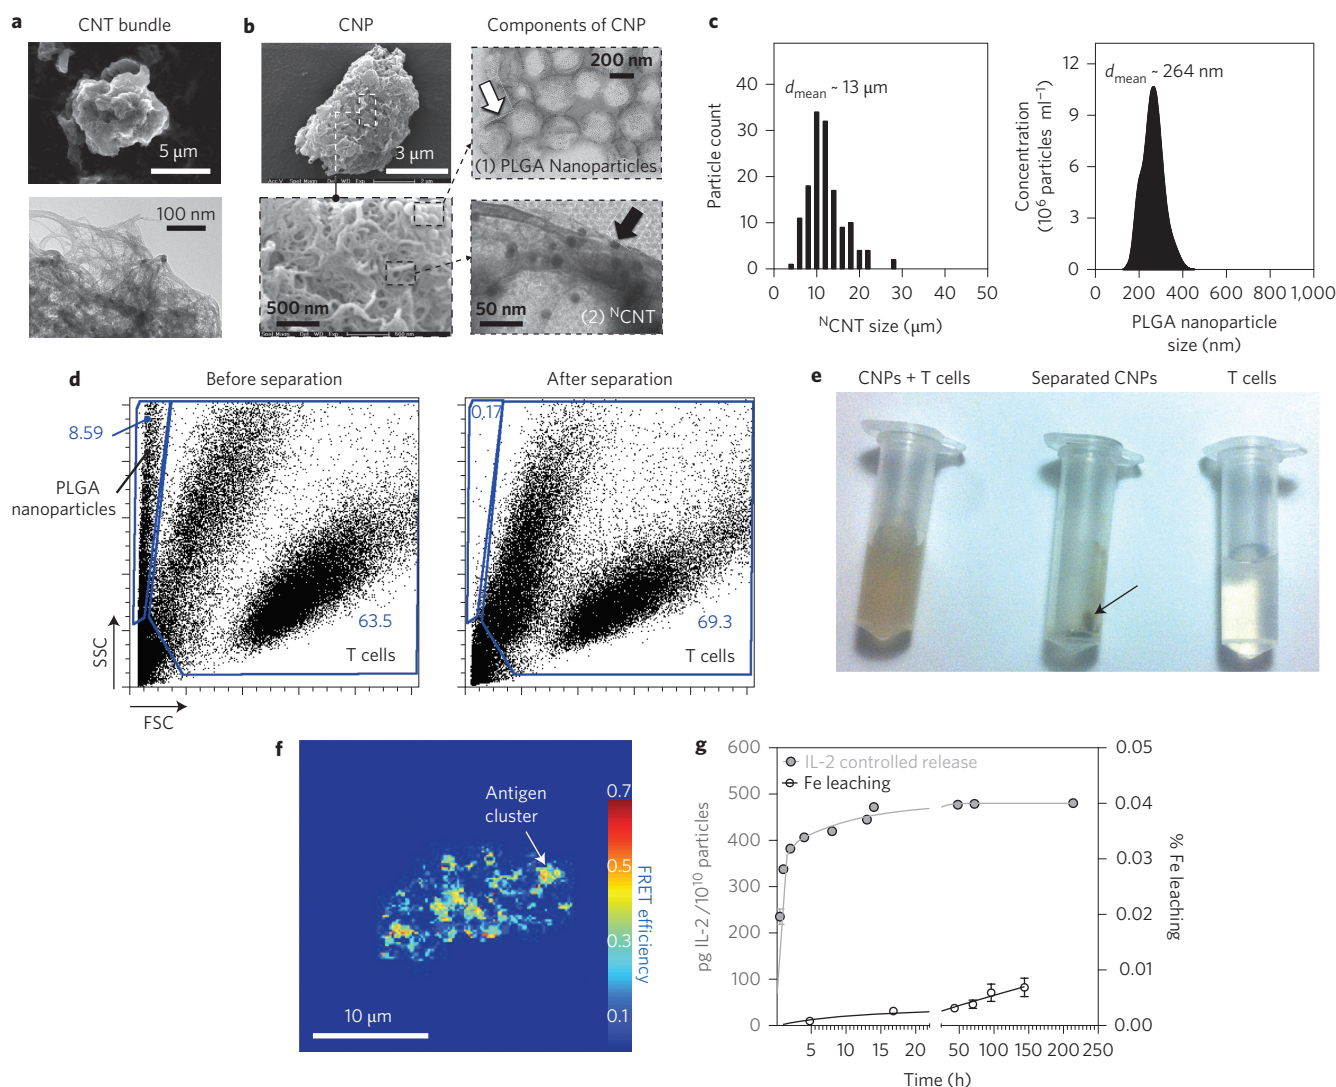 a
CNT bundle
5 µm
100 nm
b
CNP
Components of CNP
3 µm
200 nm
(1) PLGA Nanoparticles
500 nm
50 nm
(2) ᴺCNT
c
d_mean ~ 13 µm
Particle count
40
30
20
10
0
0 10 20 30 40 50
ᴺCNT size (µm)
d_mean ~ 264 nm
Concentration
(10⁶ particles ml⁻¹)
12
9
6
3
0
0 200 400 600 800 1,000
PLGA nanoparticle
size (nm)
d
Before separation
After separation
8.59
PLGA
nanoparticles
63.5
T cells
SSC
FSC
0.17
69.3
T cells
e
CNPs + T cells
Separated CNPs
T cells
f
Antigen
cluster
10 µm
0.7
0.5
0.3
0.1
FRET efficiency
g
IL-2 controlled release
Fe leaching
pg IL-2 /10¹⁰ particles
600
500
400
300
200
100
0
0.05
0.04
0.03
0.02
0.01
0.00
% Fe leaching
5 10 15 20 50 100 150 200 250
Time (h)